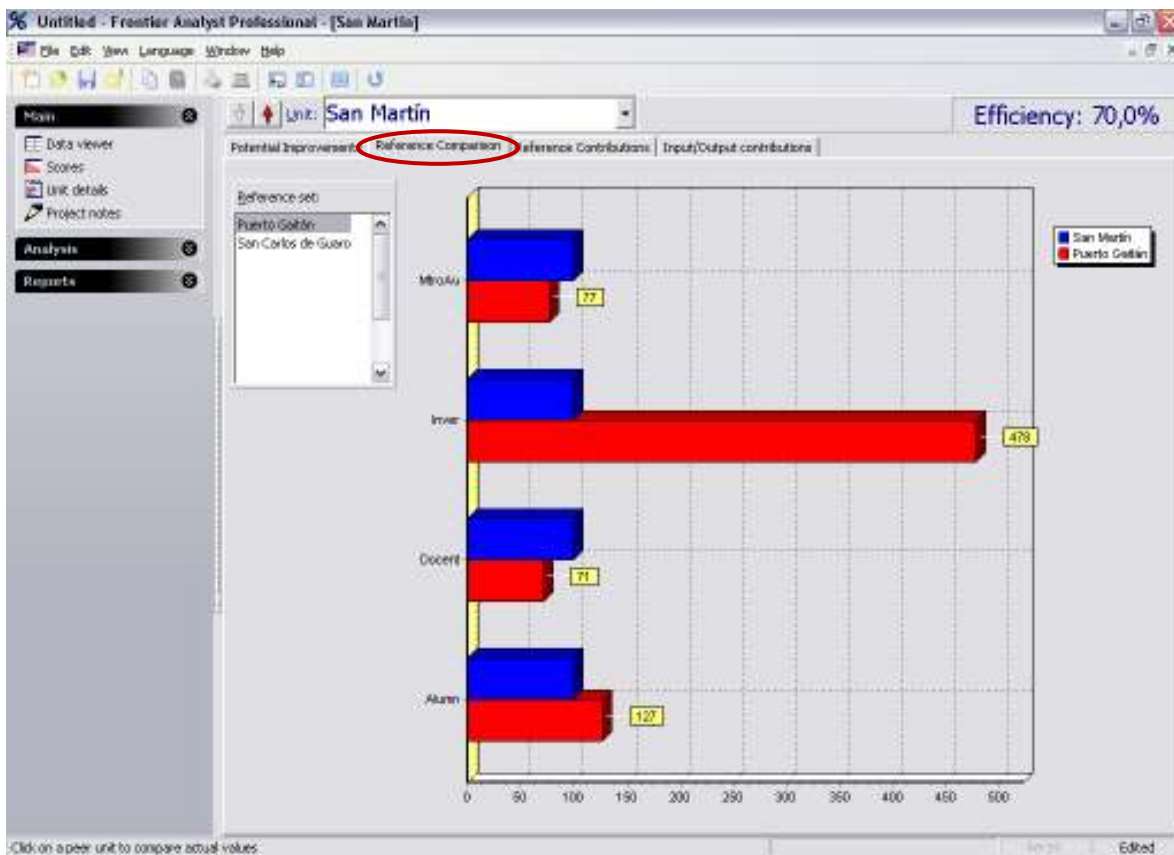 Untitled - Frontier Analyst Professional - [San Martín]
File Edit View Language Window Help
Main
Data viewer
Scores
Unit details
Project notes
Analysis
Reports
Unit: San Martín
Efficiency: 70,0%
Potential Improvements Reference Comparison Reference Contributions Input/Output contributions
Reference set:
Puerto Gaitán
San Carlos de Guaro
San Martín
Puerto Gaitán
MtroAu
77
Inver
478
Docent
71
Alumn
127
0 50 100 150 200 250 300 350 400 450 500
Click on a peer unit to compare actual values
Edited